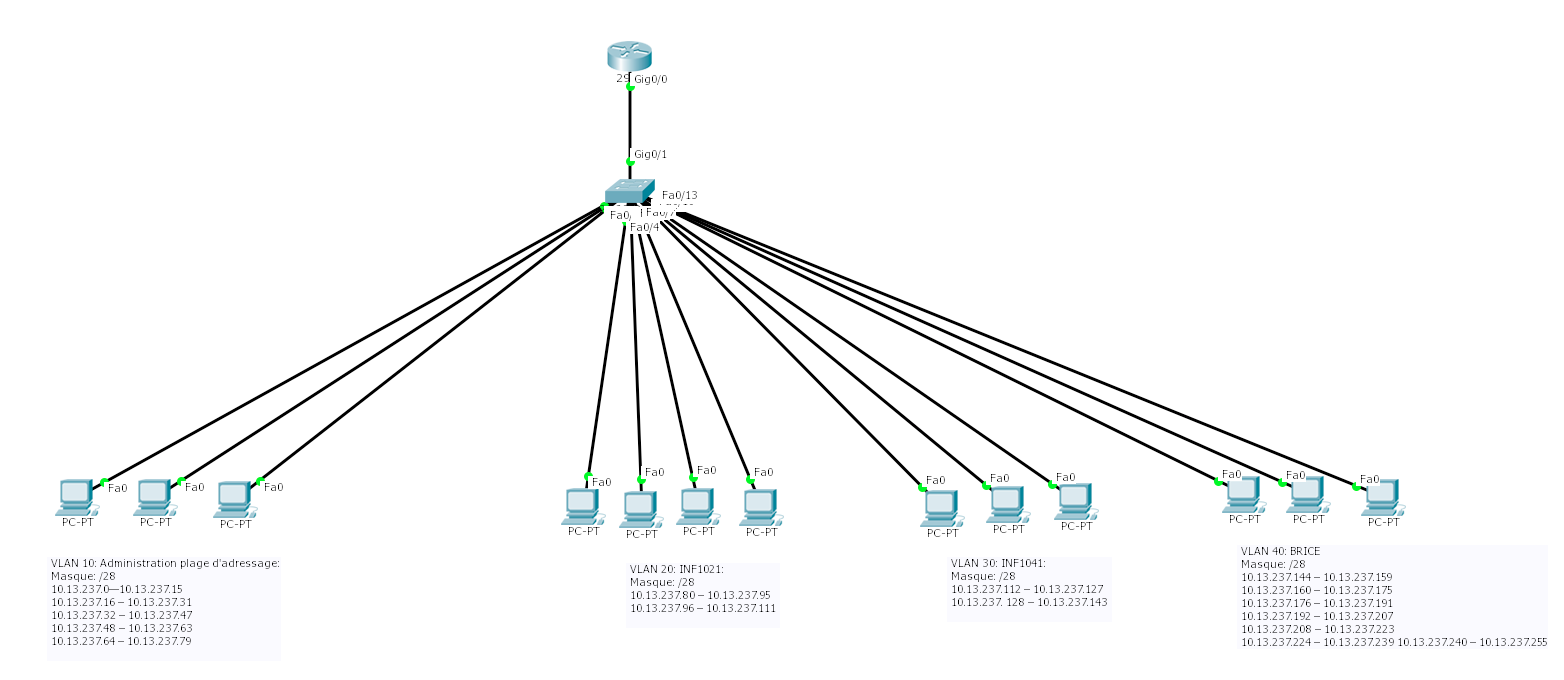 29
Gig0/0
Gig0/1
Fa0/13
Fa0/
Fa0/7
Fa0/4
Fa0
Fa0
Fa0
Fa0
Fa0
Fa0
Fa0
Fa0
Fa0
Fa0
Fa0
Fa0
Fa0
PC-PT
PC-PT
PC-PT
PC-PT
PC-PT
PC-PT
PC-PT
PC-PT
PC-PT
PC-PT
PC-PT
PC-PT
PC-PT
VLAN 10: Administration plage d'adressage:
Masque: /28
10.13.237.0—10.13.237.15
10.13.237.16 – 10.13.237.31
10.13.237.32 – 10.13.237.47
10.13.237.48 – 10.13.237.63
10.13.237.64 – 10.13.237.79
VLAN 20: INF1021:
Masque: /28
10.13.237.80 – 10.13.237.95
10.13.237.96 – 10.13.237.111
VLAN 30: INF1041:
Masque: /28
10.13.237.112 – 10.13.237.127
10.13.237. 128 – 10.13.237.143
VLAN 40: BRICE
Masque: /28
10.13.237.144 – 10.13.237.159
10.13.237.160 – 10.13.237.175
10.13.237.176 – 10.13.237.191
10.13.237.192 – 10.13.237.207
10.13.237.208 – 10.13.237.223
10.13.237.224 – 10.13.237.239 10.13.237.240 – 10.13.237.255